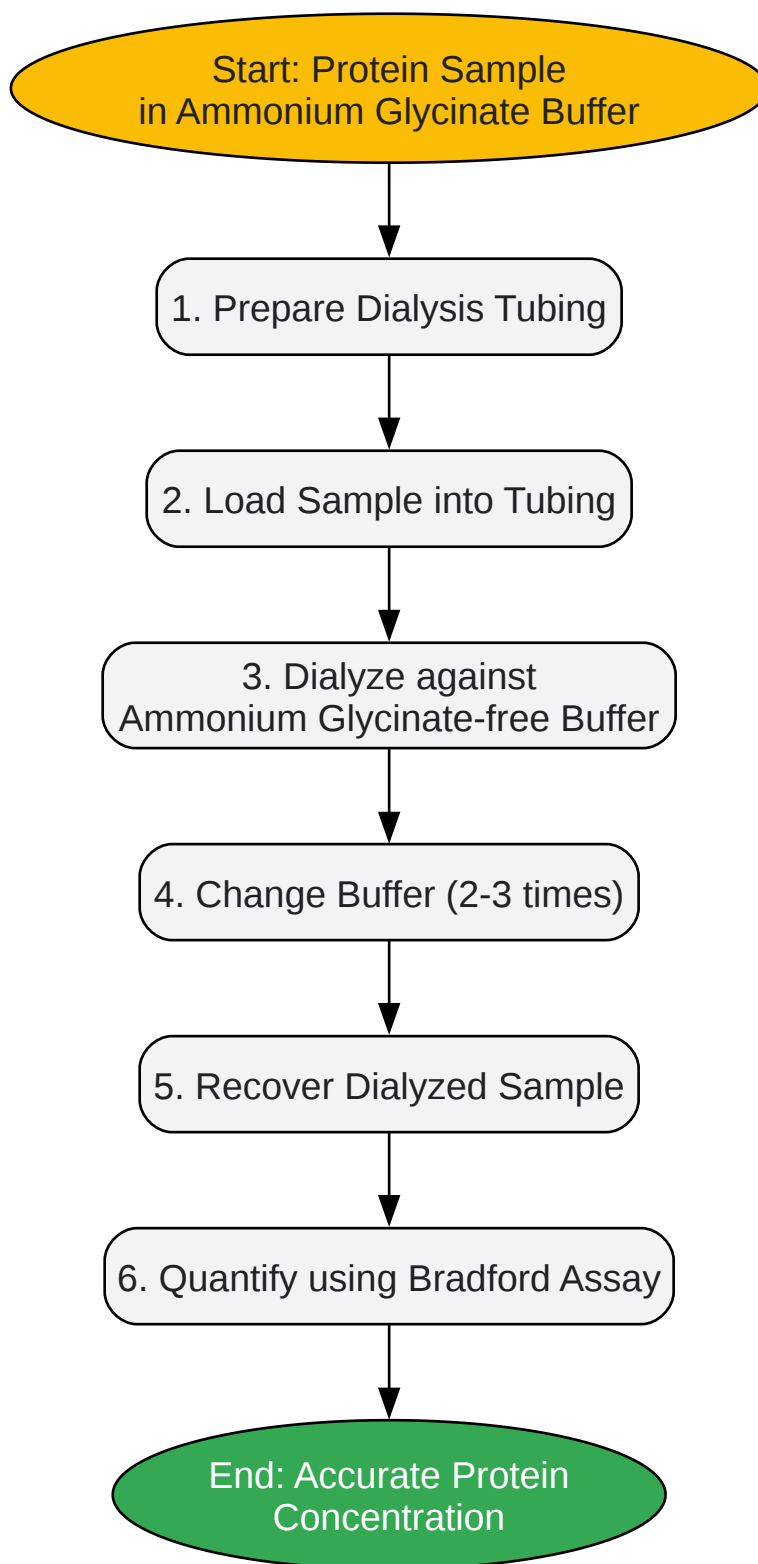 Start: Protein Sample
in Ammonium Glycinate Buffer
1. Prepare Dialysis Tubing
2. Load Sample into Tubing
3. Dialyze against
Ammonium Glycinate-free Buffer
4. Change Buffer (2-3 times)
5. Recover Dialyzed Sample
6. Quantify using Bradford Assay
End: Accurate Protein
Concentration